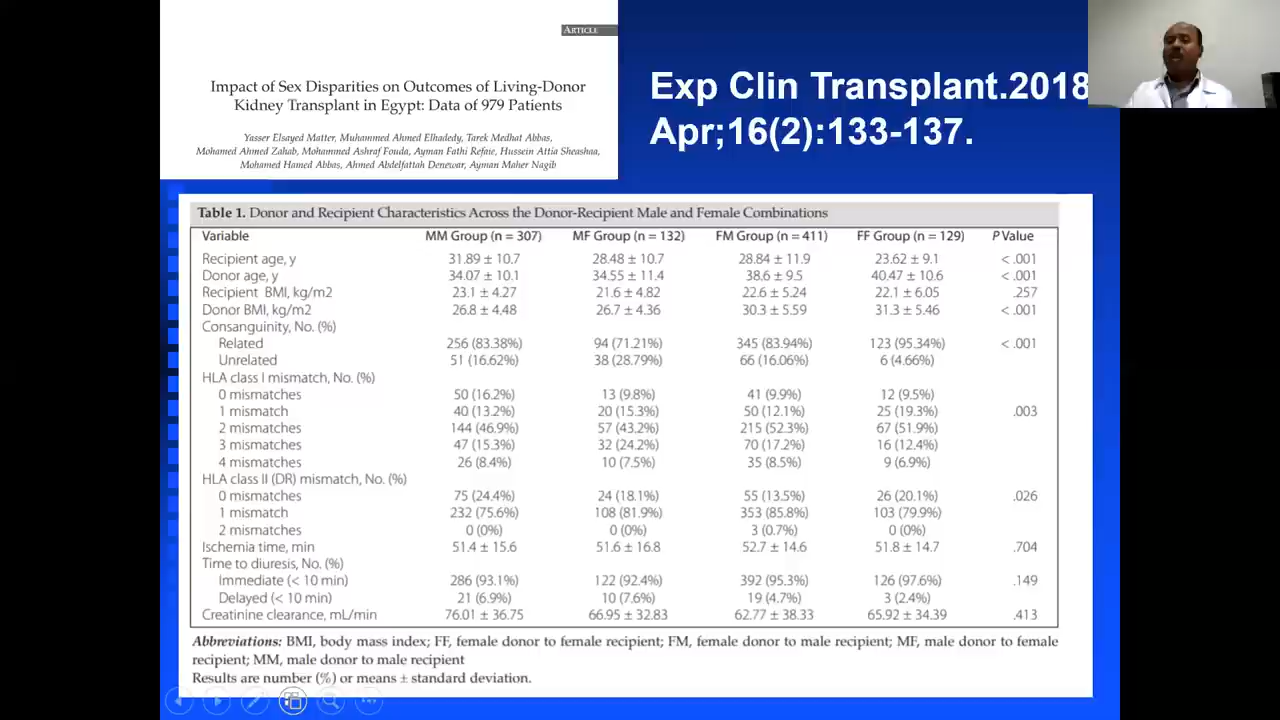 ARTICLE
Impact of Sex Disparities on Outcomes of Living-Donor
Kidney Transplant in Egypt: Data of 979 Patients
Yasser Elsayed Matter, Muhammed Ahmed Elhadedy, Tarek Medhat Abbas,
Mohamed Ahmed Zahab, Mohammed Ashraf Fouda, Ayman Fathi Refaie, Hussein Attia Sheashaa,
Mohamed Hamed Abbas, Ahmed Abdelfattah Denewar, Ayman Maher Nagib
Exp Clin Transplant.2018
Apr;16(2):133-137.
Table 1. Donor and Recipient Characteristics Across the Donor-Recipient Male and Female Combinations
Variable MM Group (n = 307) MF Group (n = 132) FM Group (n = 411) FF Group (n = 129) P Value
Recipient age, y 31.89 ± 10.7 28.48 ± 10.7 28.84 ± 11.9 23.62 ± 9.1 < .001
Donor age, y 34.07 ± 10.1 34.55 ± 11.4 38.6 ± 9.5 40.47 ± 10.6 < .001
Recipient BMI, kg/m2 23.1 ± 4.27 21.6 ± 4.82 22.6 ± 5.24 22.1 ± 6.05 .257
Donor BMI, kg/m2 26.8 ± 4.48 26.7 ± 4.36 30.3 ± 5.59 31.3 ± 5.46 < .001
Consanguinity, No. (%)
Related 256 (83.38%) 94 (71.21%) 345 (83.94%) 123 (95.34%) < .001
Unrelated 51 (16.62%) 38 (28.79%) 66 (16.06%) 6 (4.66%)
HLA class I mismatch, No. (%)
0 mismatches 50 (16.2%) 13 (9.8%) 41 (9.9%) 12 (9.5%)
1 mismatch 40 (13.2%) 20 (15.3%) 50 (12.1%) 25 (19.3%) .003
2 mismatches 144 (46.9%) 57 (43.2%) 215 (52.3%) 67 (51.9%)
3 mismatches 47 (15.3%) 32 (24.2%) 70 (17.2%) 16 (12.4%)
4 mismatches 26 (8.4%) 10 (7.5%) 35 (8.5%) 9 (6.9%)
HLA class II (DR) mismatch, No. (%)
0 mismatches 75 (24.4%) 24 (18.1%) 55 (13.5%) 26 (20.1%) .026
1 mismatch 232 (75.6%) 108 (81.9%) 353 (85.8%) 103 (79.9%)
2 mismatches 0 (0%) 0 (0%) 3 (0.7%) 0 (0%)
Ischemia time, min 51.4 ± 15.6 51.6 ± 16.8 52.7 ± 14.6 51.8 ± 14.7 .704
Time to diuresis, No. (%)
Immediate (< 10 min) 286 (93.1%) 122 (92.4%) 392 (95.3%) 126 (97.6%) .149
Delayed (< 10 min) 21 (6.9%) 10 (7.6%) 19 (4.7%) 3 (2.4%)
Creatinine clearance, mL/min 76.01 ± 36.75 66.95 ± 32.83 62.77 ± 38.33 65.92 ± 34.39 .413
Abbreviations: BMI, body mass index; FF, female donor to female recipient; FM, female donor to male recipient; MF, male donor to female
recipient; MM, male donor to male recipient
Results are number (%) or means ± standard deviation.